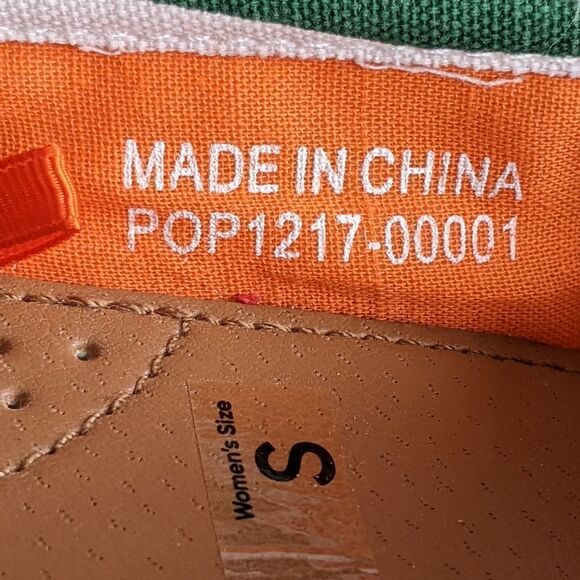 MADE IN CHINA
POP1217-00001
Women's Size
S